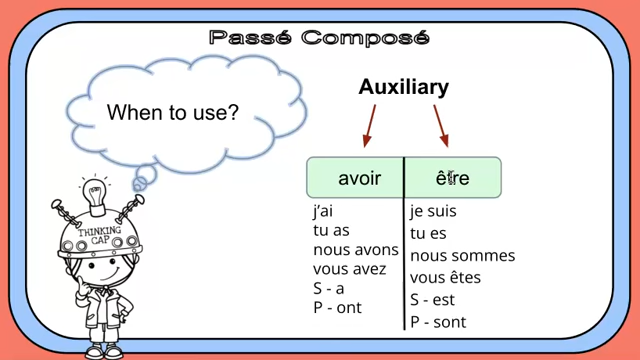 Passé Composé
When to use?
THINKING
CAP
Auxiliary
avoir
être
j'ai
tu as
nous avons
vous avez
S - a
P - ont
je suis
tu es
nous sommes
vous êtes
S - est
P - sont